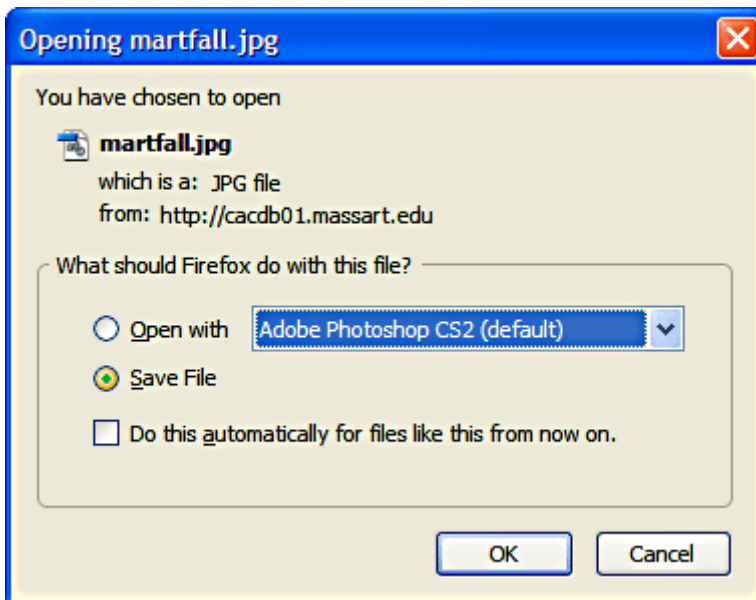 Opening martfall.jpg
You have chosen to open
martfall.jpg
which is a: JPG file
from: http://cacdb01.massart.edu
What should Firefox do with this file?
Open with Adobe Photoshop CS2 (default)
Save File
Do this automatically for files like this from now on.
OK Cancel